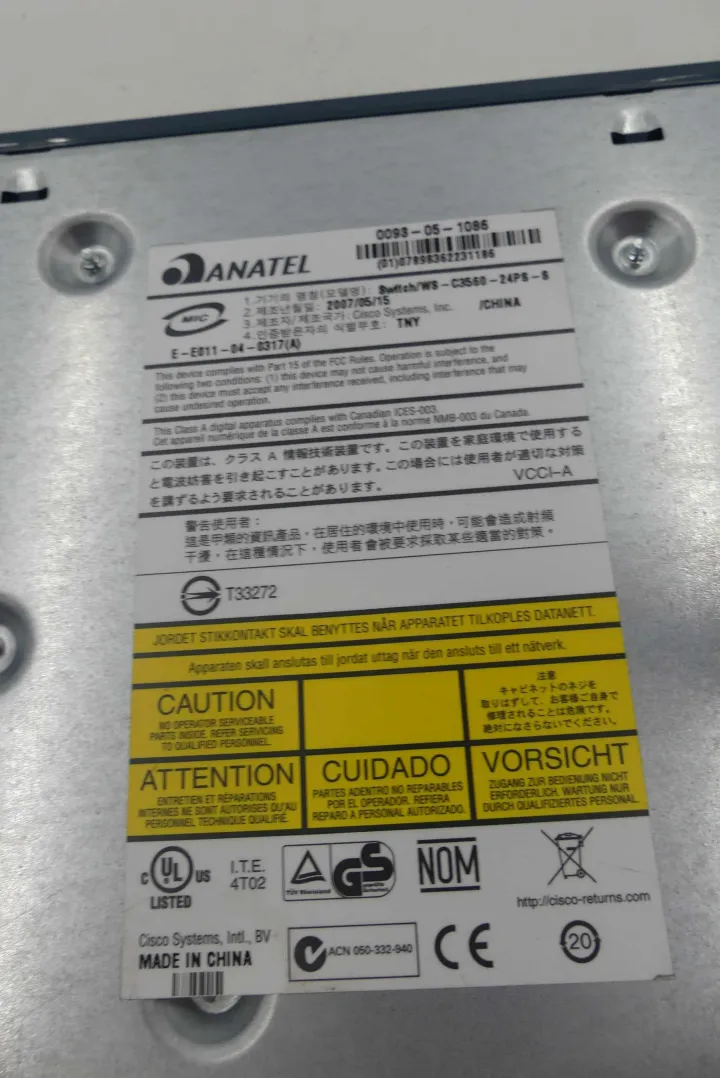 ANATEL
0093-05-1086
(01)07898362231186
MIC
1. 기기의 명칭(모델명): Switch/WS-C3560-24PS-S
2. 제조년월일: 2007/05/15
3. 제조자/제조국가: Cisco Systems, Inc. /CHINA
4. 인증받은자의 식별부호: TNY
E-E011-04-0317(A)
This device complies with Part 15 of the FCC Rules. Operation is subject to the
following two conditions: (1) this device may not cause harmful interference, and
(2) this device must accept any interference received, including interference that may
cause undesired operation.
This Class A digital apparatus complies with Canadian ICES-003.
Cet appareil numérique de la classe A est conforme à la norme NMB-003 du Canada.
この装置は、クラス A 情報技術装置です。この装置を家庭環境で使用する
と電波妨害を引き起こすことがあります。この場合には使用者が適切な対策
を講ずるよう要求されることがあります。
VCCI-A
警告使用者：
這是甲類的資訊產品，在居住的環境中使用時，可能會造成射頻
干擾，在這種情況下，使用者會被要求採取某些適當的對策。
T33272
JORDET STIKKONTAKT SKAL BENYTTES NÅR APPARATET TILKOPLES DATANETT.
Apparaten skall anslutas till jordat uttag når den ansluts till ett nätverk.
CAUTION
NO OPERATOR SERVICEABLE
PARTS INSIDE. REFER SERVICING
TO QUALIFIED PERSONNEL.
注意
キャビネットのネジを
取りはずして、お客様ご自身で
修理されることは危険です。
絶対になさらないでください。
ATTENTION
ENTRETIEN ET RÉPARATIONS
INTERNES NE SONT AUTORISÉS QU'AU
PERSONNEL TECHNIQUE QUALIFIÉ.
CUIDADO
PARTES ADENTRO NO REPARABLES
POR EL OPERADOR. REFIERA
REPARO A PERSONAL AUTORIZADO.
VORSICHT
ZUGANG ZUR BEDIENUNG NICHT
ERFORDERLICH. WARTUNG NUR
DURCH QUALIFIZIERTES PERSONAL.
C UL US
LISTED
I.T.E.
4T02
TÜV Rheinland
GS
geprüfte
Sicherheit
NOM
http://cisco-returns.com
Cisco Systems, Intl., BV
MADE IN CHINA
ACN 050-332-940
CE
20